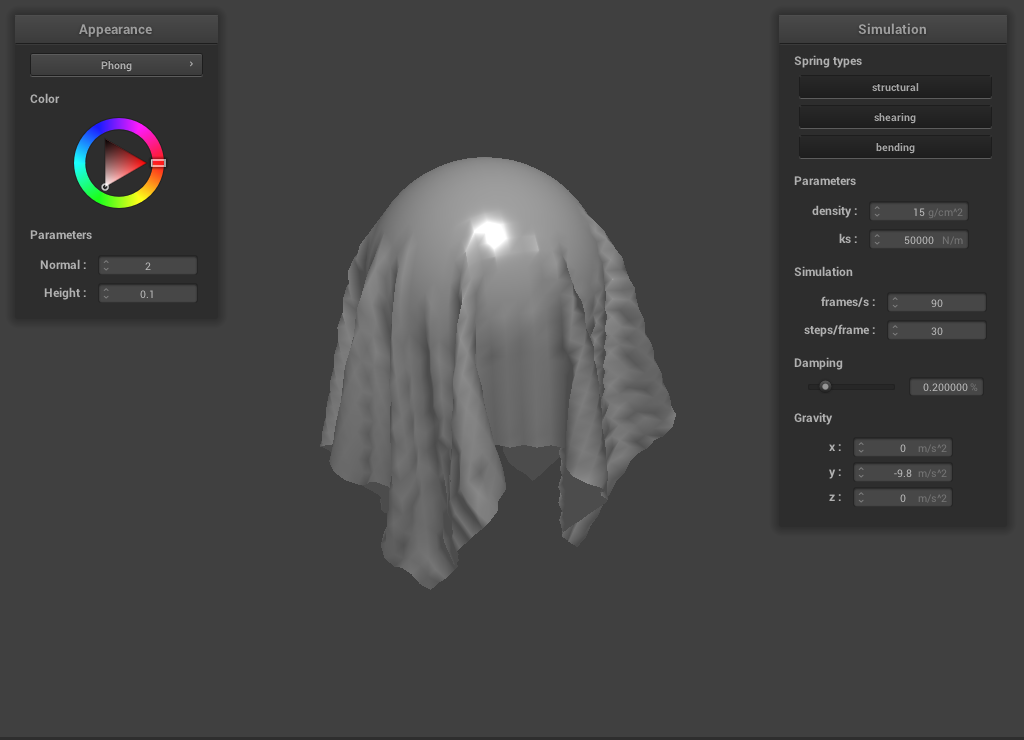 Appearance
Phong
Color
Parameters
Normal : 2
Height : 0.1
Simulation
Spring types
structural
shearing
bending
Parameters
density : 15 g/cm^2
ks : 50000 N/m
Simulation
frames/s : 90
steps/frame : 30
Damping
0.200000 %
Gravity
x : 0 m/s^2
y : -9.8 m/s^2
z : 0 m/s^2